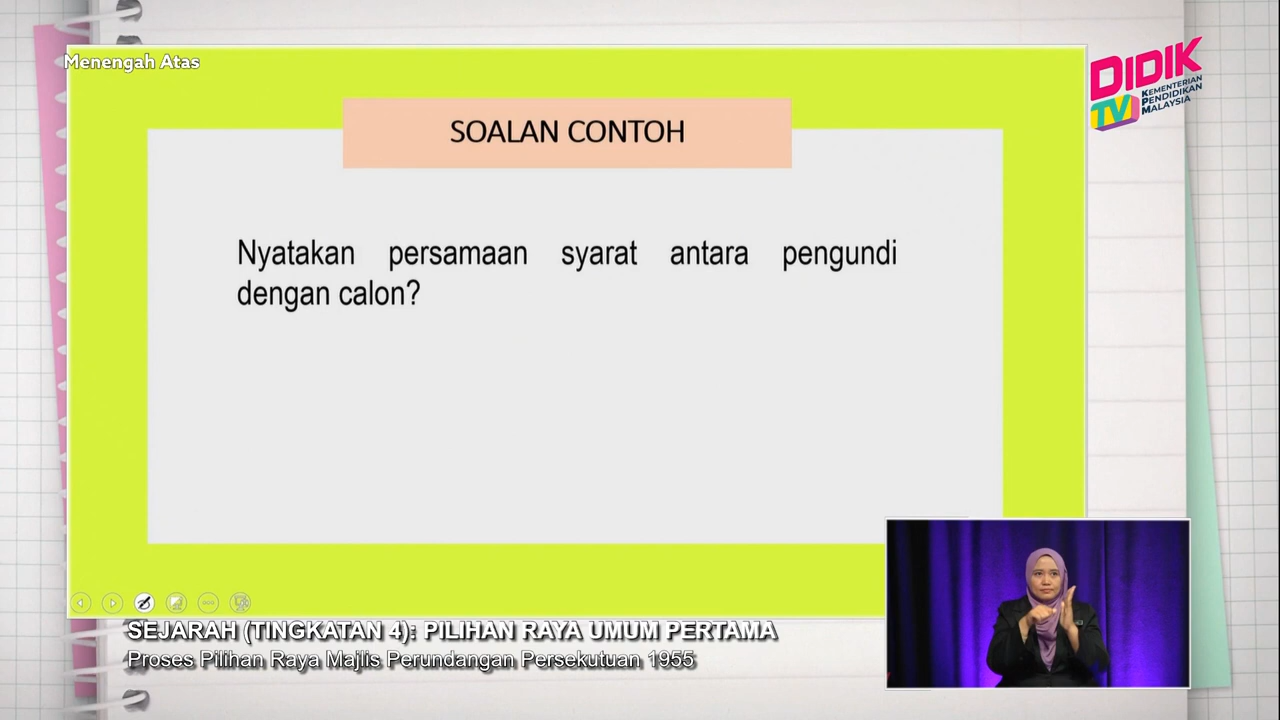 Menengah Atas
DIDIK
TV
KEMENTERIAN
PENDIDIKAN
MALAYSIA
SOALAN CONTOH
Nyatakan persamaan syarat antara pengundi
dengan calon?
SEJARAH (TINGKATAN 4): PILIHAN RAYA UMUM PERTAMA
Proses Pilihan Raya Majlis Perundangan Persekutuan 1955